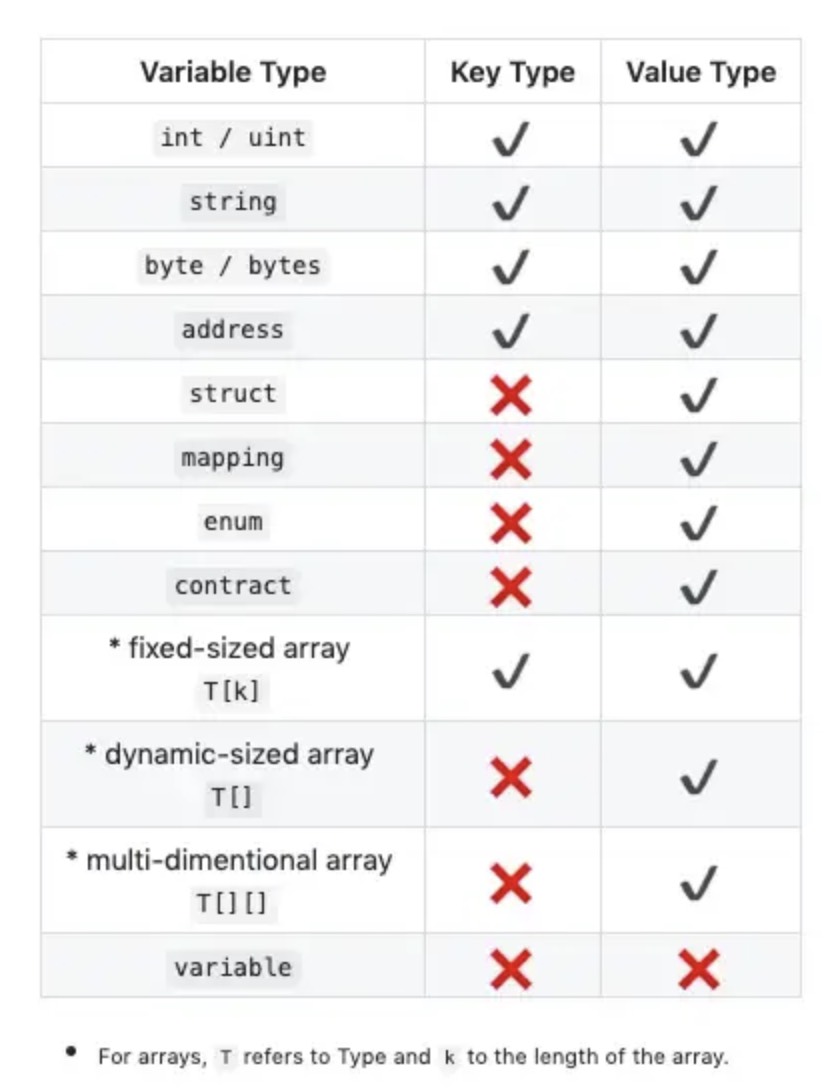 Variable Type Key Type Value Type
int / uint ✔ ✔
string ✔ ✔
byte / bytes ✔ ✔
address ✔ ✔
struct ❌ ✔
mapping ❌ ✔
enum ❌ ✔
contract ❌ ✔
* fixed-sized array
T[k] ✔ ✔
* dynamic-sized array
T[] ❌ ✔
* multi-dimentional array
T[][] ❌ ✔
variable ❌ ❌
• For arrays, T refers to Type and k to the length of the array.